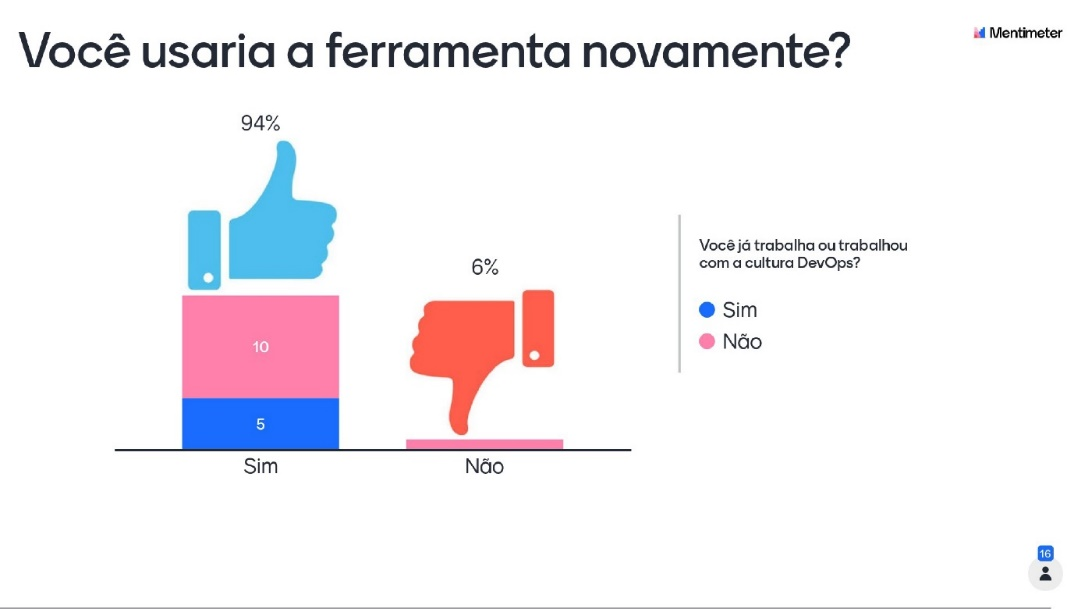 Você usaria a ferramenta novamente?
Mentimeter
94%
6%
10
5
Sim
Não
Você já trabalha ou trabalhou
com a cultura DevOps?
Sim
Não
16